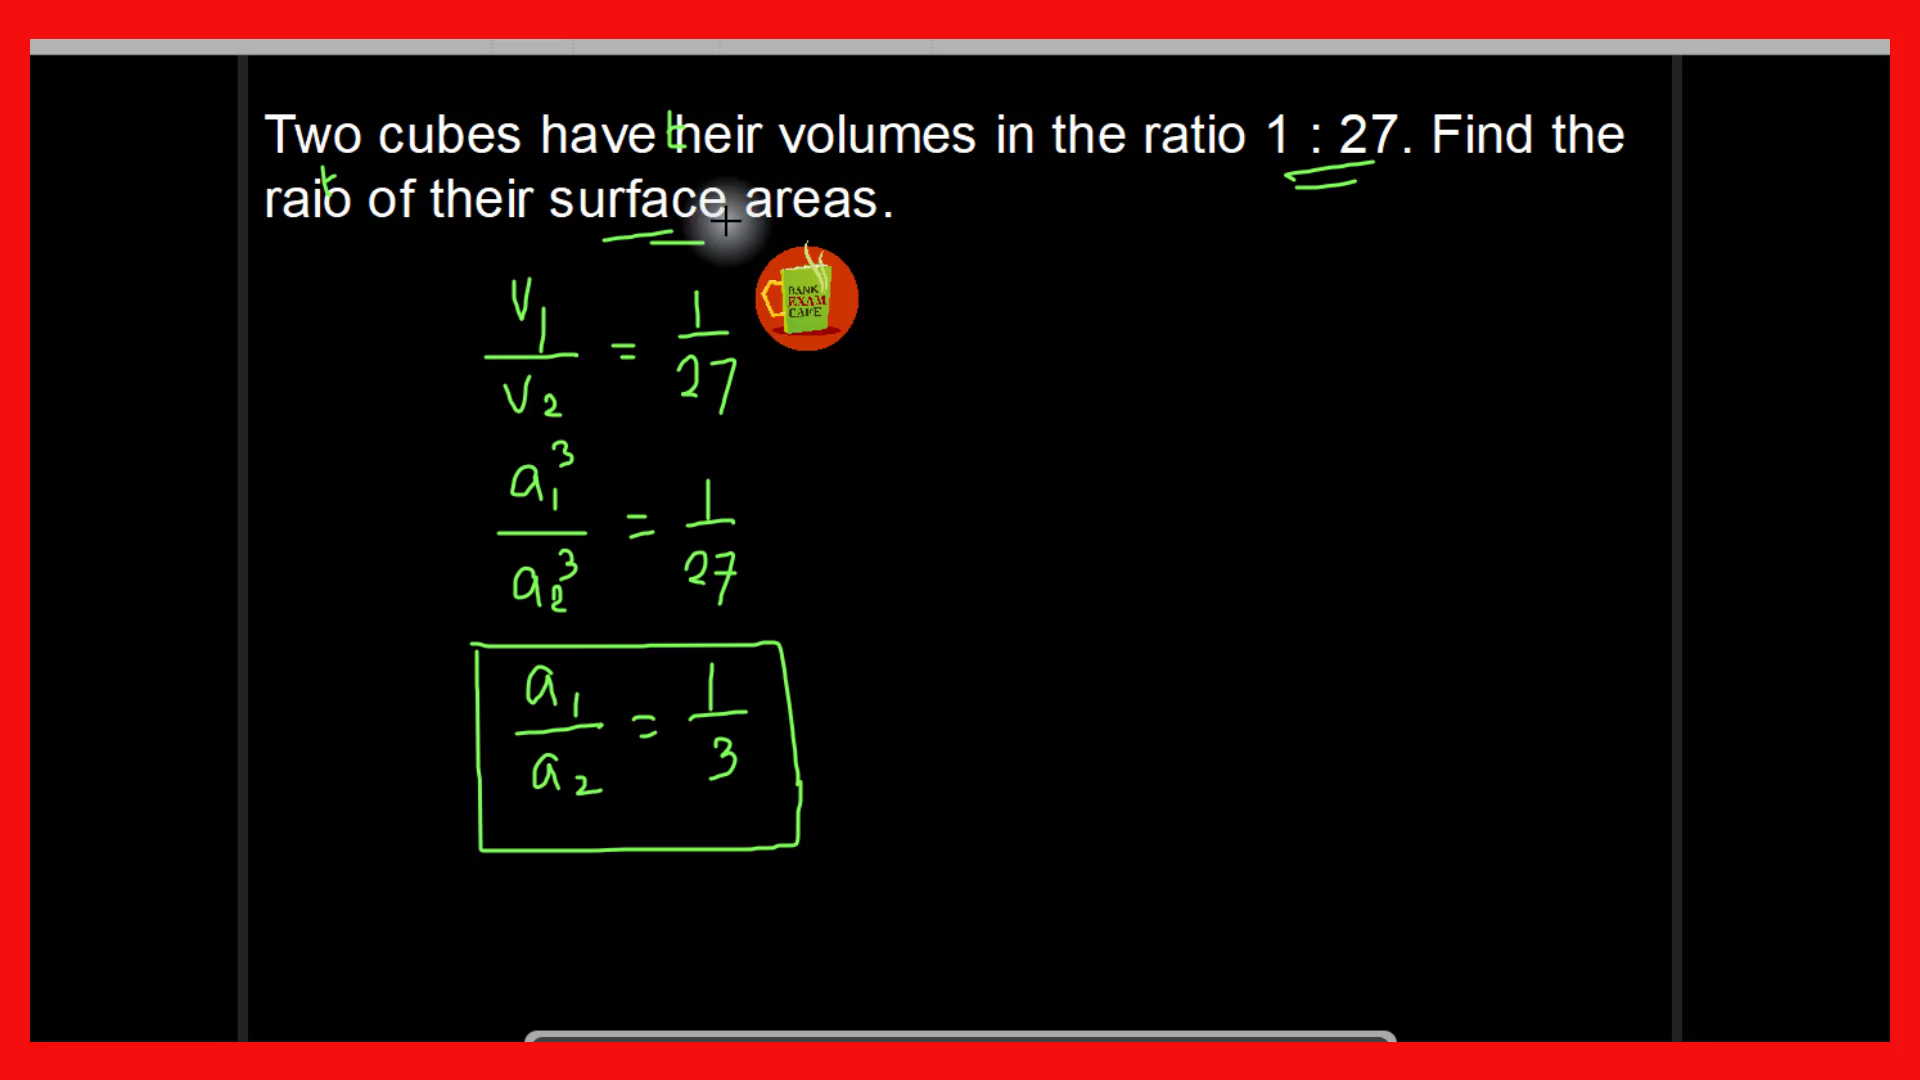 Two cubes have their volumes in the ratio 1 : 27. Find the
raito of their surface areas.
BANK
EXAM
CAFE
V1/V2 = 1/27
a1³/a2³ = 1/27
a1/a2 = 1/3